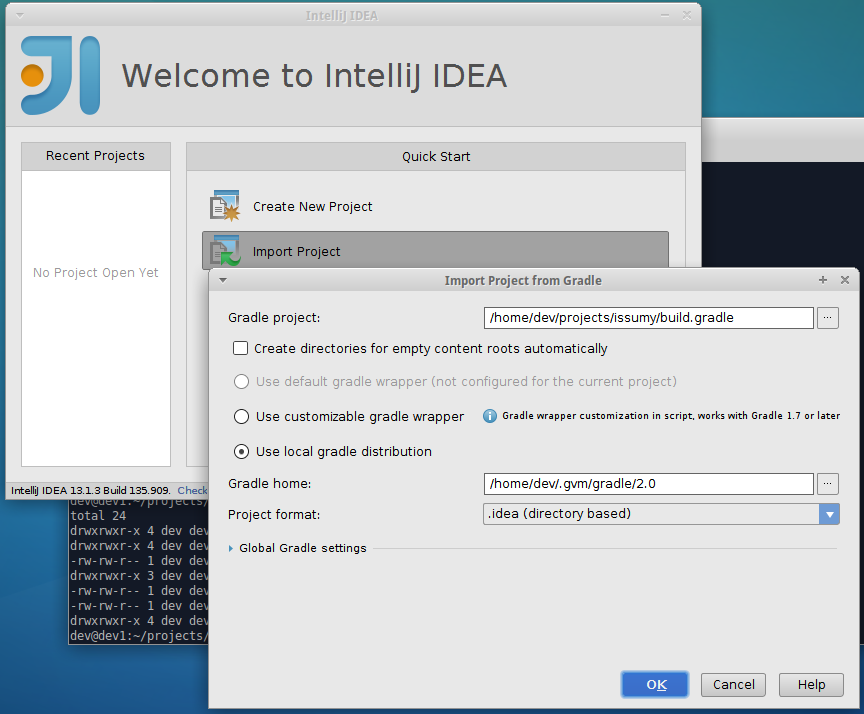 IntelliJ IDEA
Welcome to IntelliJ IDEA
Recent Projects
No Project Open Yet
Quick Start
Create New Project
Import Project
IntelliJ IDEA 13.1.3 Build 135.909. Check
Import Project from Gradle
Gradle project:
/home/dev/projects/issumy/build.gradle
...
Create directories for empty content roots automatically
Use default gradle wrapper (not configured for the current project)
Use customizable gradle wrapper
Gradle wrapper customization in script, works with Gradle 1.7 or later
Use local gradle distribution
Gradle home:
/home/dev/.gvm/gradle/2.0
...
Project format:
.idea (directory based)
Global Gradle settings
OK
Cancel
Help
dev@dev1:~/projects/
total 24
drwxrwxr-x 4 dev dev
drwxrwxr-x 4 dev dev
-rw-rw-r-- 1 dev dev
drwxrwxr-x 3 dev dev
-rw-rw-r-- 1 dev dev
-rw-rw-r-- 1 dev dev
drwxrwxr-x 4 dev dev
dev@dev1:~/projects/